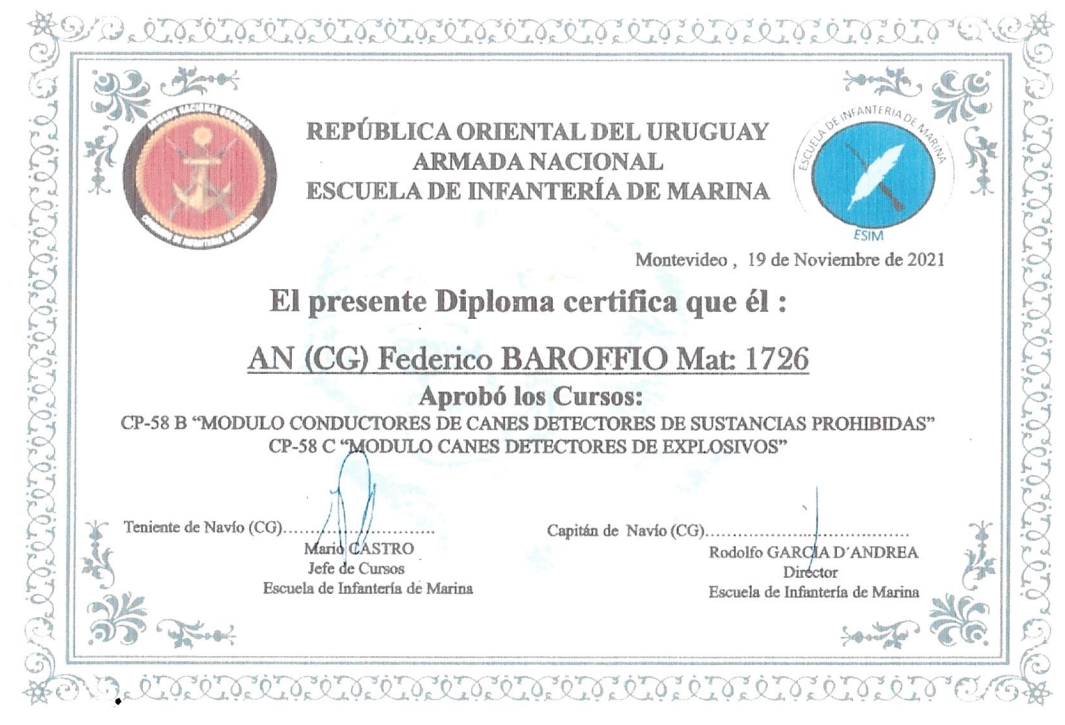 REPÚBLICA ORIENTAL DEL URUGUAY
ARMADA NACIONAL
ESCUELA DE INFANTERÍA DE MARINA
ESCUELA DE INFANTERIA DE MARINA
ESIM
Montevideo , 19 de Noviembre de 2021
El presente Diploma certifica que él :
AN (CG) Federico BAROFFIO Mat: 1726
Aprobó los Cursos:
CP-58 B “MODULO CONDUCTORES DE CANES DETECTORES DE SUSTANCIAS PROHIBIDAS”
CP-58 C “MODULO CANES DETECTORES DE EXPLOSIVOS”
Teniente de Navío (CG)..................................
Mario CASTRO
Jefe de Cursos
Escuela de Infantería de Marina
Capitán de Navío (CG)..............................................
Rodolfo GARCIA D´ANDREA
Director
Escuela de Infantería de Marina